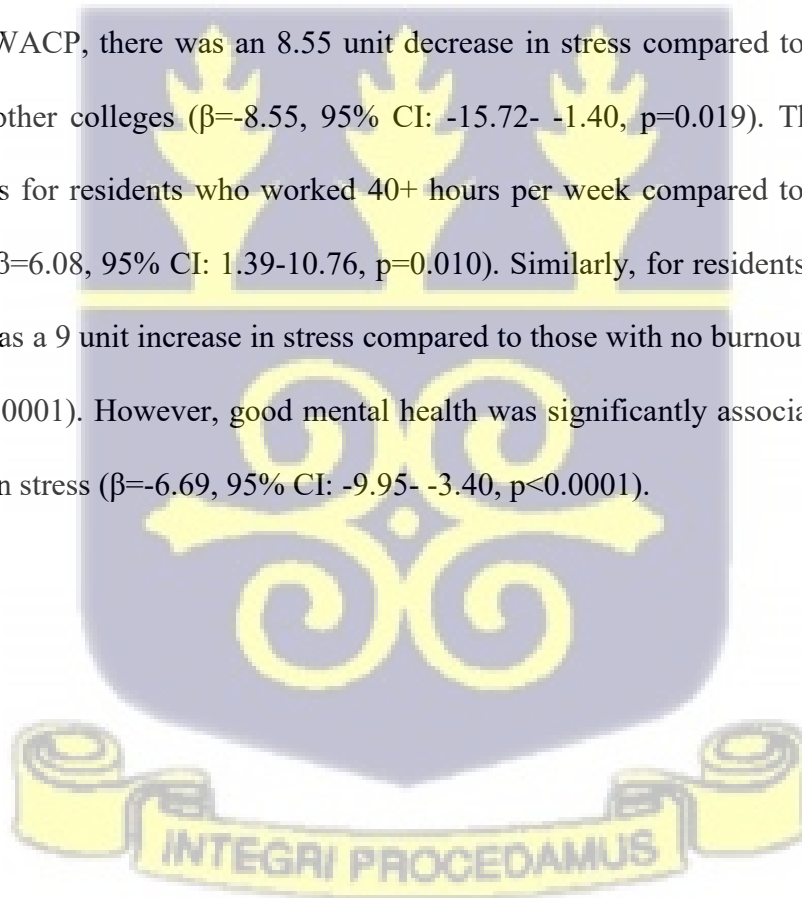 WACP, there was an 8.55 unit decrease in stress compared to
other colleges (β=-8.55, 95% CI: -15.72- -1.40, p=0.019).
s for residents who worked 40+ hours per week compared to
β=6.08, 95% CI: 1.39-10.76, p=0.010). Similarly, for residents
as a 9 unit increase in stress compared to those with no
0001). However, good mental health was significantly
n stress (β=-6.69, 95% CI: -9.95- -3.40, p<0.0001).
INTEGRI PROCEDAMUS